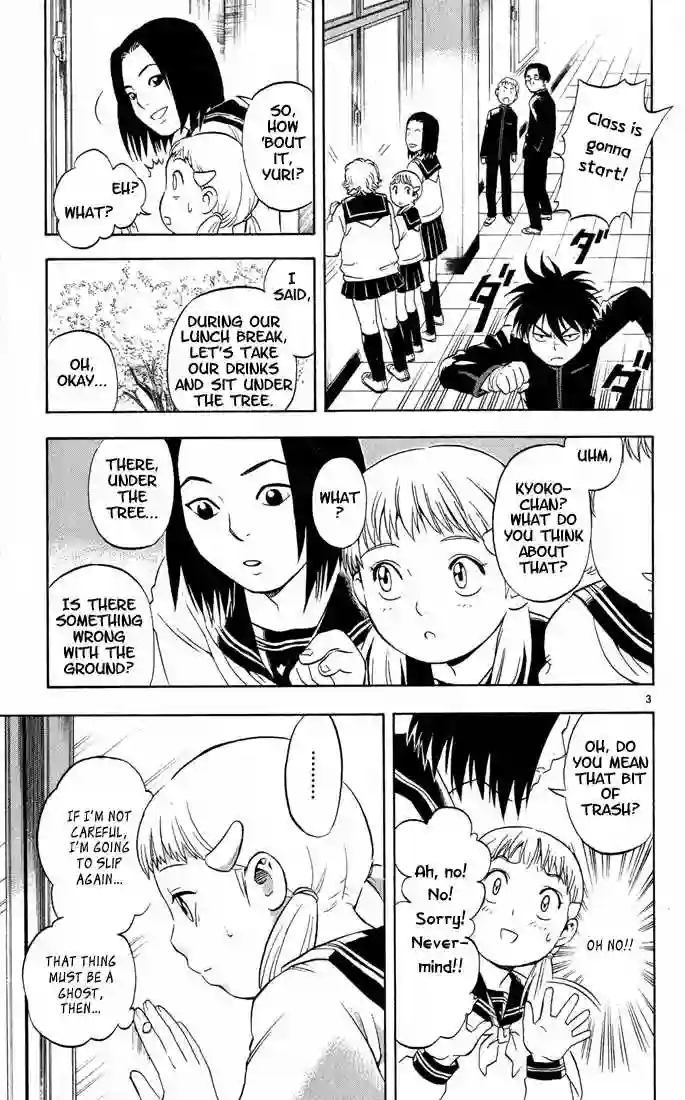 Class is
gonna
start!
ダ
ダ
ダ
SO,
HOW
'BOUT
IT,
YURI?
EH?
WHAT?
I
SAID,
DURING OUR
LUNCH BREAK,
LET'S TAKE
OUR DRINKS
AND SIT UNDER
THE TREE.
OH,
OKAY...
UHM,
KYOKO-
CHAN?
WHAT DO
YOU THINK
ABOUT
THAT?
WHAT
?
THERE,
UNDER
THE
TREE...
IS THERE
SOMETHING
WRONG
WITH THE
GROUND?
3
OH, DO
YOU MEAN
THAT BIT
OF
TRASH?
OH NO!!
Ah, no!
No!
Sorry!
Never-
mind!!
.........
IF I'M NOT
CAREFUL,
I'M GOING
TO SLIP
AGAIN...
THAT THING
MUST BE A
GHOST,
THEN...